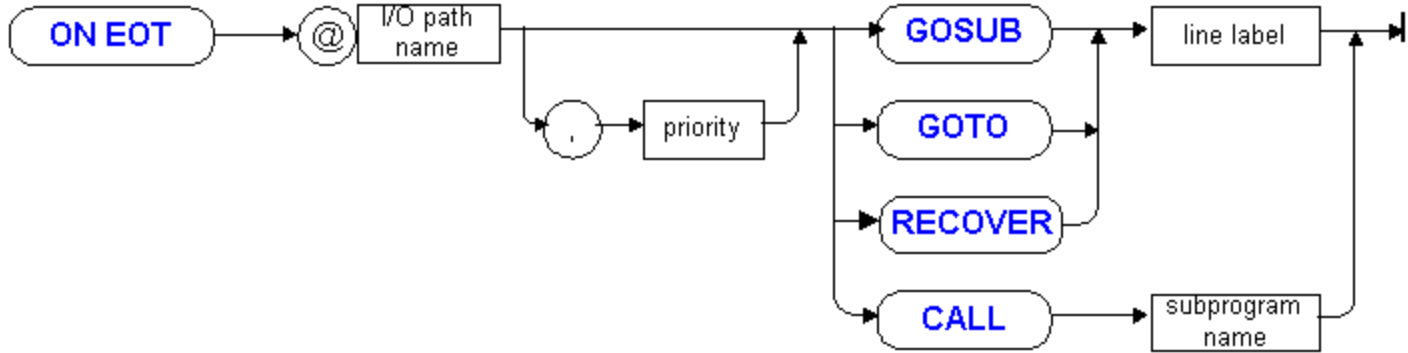 ON EOT
@
I/O path
name
,
priority
GOSUB
GOTO
RECOVER
CALL
line label
subprogram
name